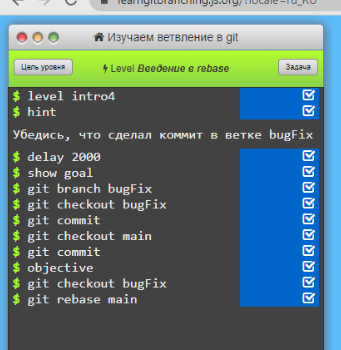 learngitbranching.js.org/?locale=ru_RU
Изучаем ветвление в git
Цель уровня
Level Введение в rebase
Задача
$ level intro4
$ hint
Убедись, что сделал коммит в ветке bugFix
$ delay 2000
$ show goal
$ git branch bugFix
$ git checkout bugFix
$ git commit
$ git checkout main
$ git commit
$ objective
$ git checkout bugFix
$ git rebase main